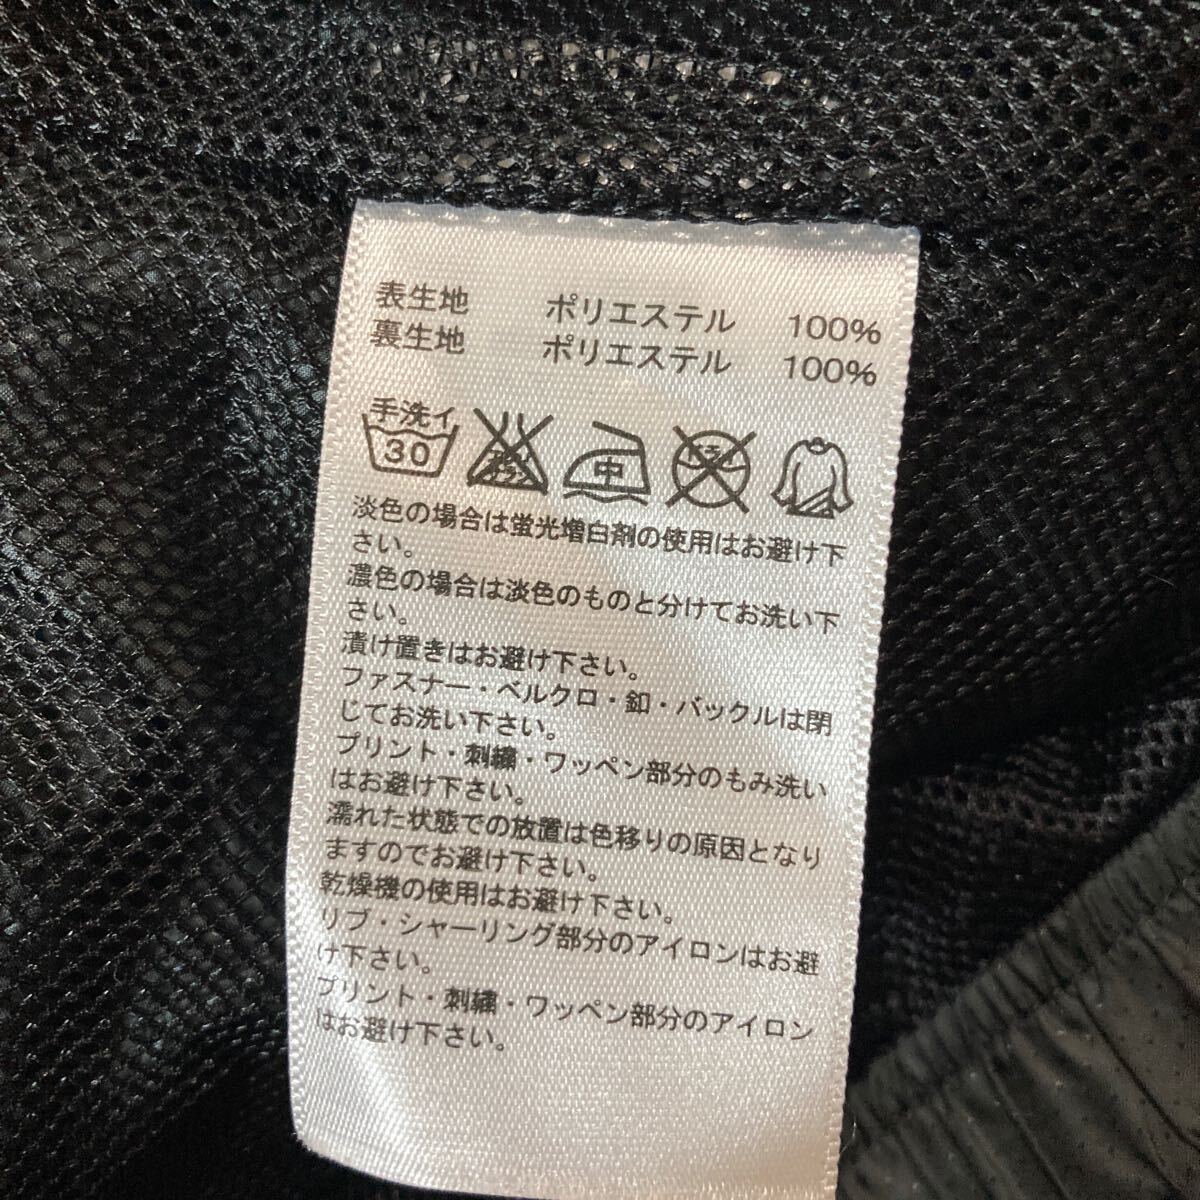 表生地 ポリエステル 100%
裏生地 ポリエステル 100%
手洗イ
30
エンソ
サラシ
中
ドライ
淡色の場合は蛍光増白剤の使用はお避け下
さい。
濃色の場合は淡色のものと分けてお洗い下
さい。
漬け置きはお避け下さい。
ファスナー・ベルクロ・釦・バックルは閉
じてお洗い下さい。
プリント・刺繍・ワッペン部分のもみ洗い
はお避け下さい。
濡れた状態での放置は色移りの原因となり
ますのでお避け下さい。
乾燥機の使用はお避け下さい。
リブ・シャーリング部分のアイロンはお避
け下さい。
プリント・刺繍・ワッペン部分のアイロン
はお避け下さい。